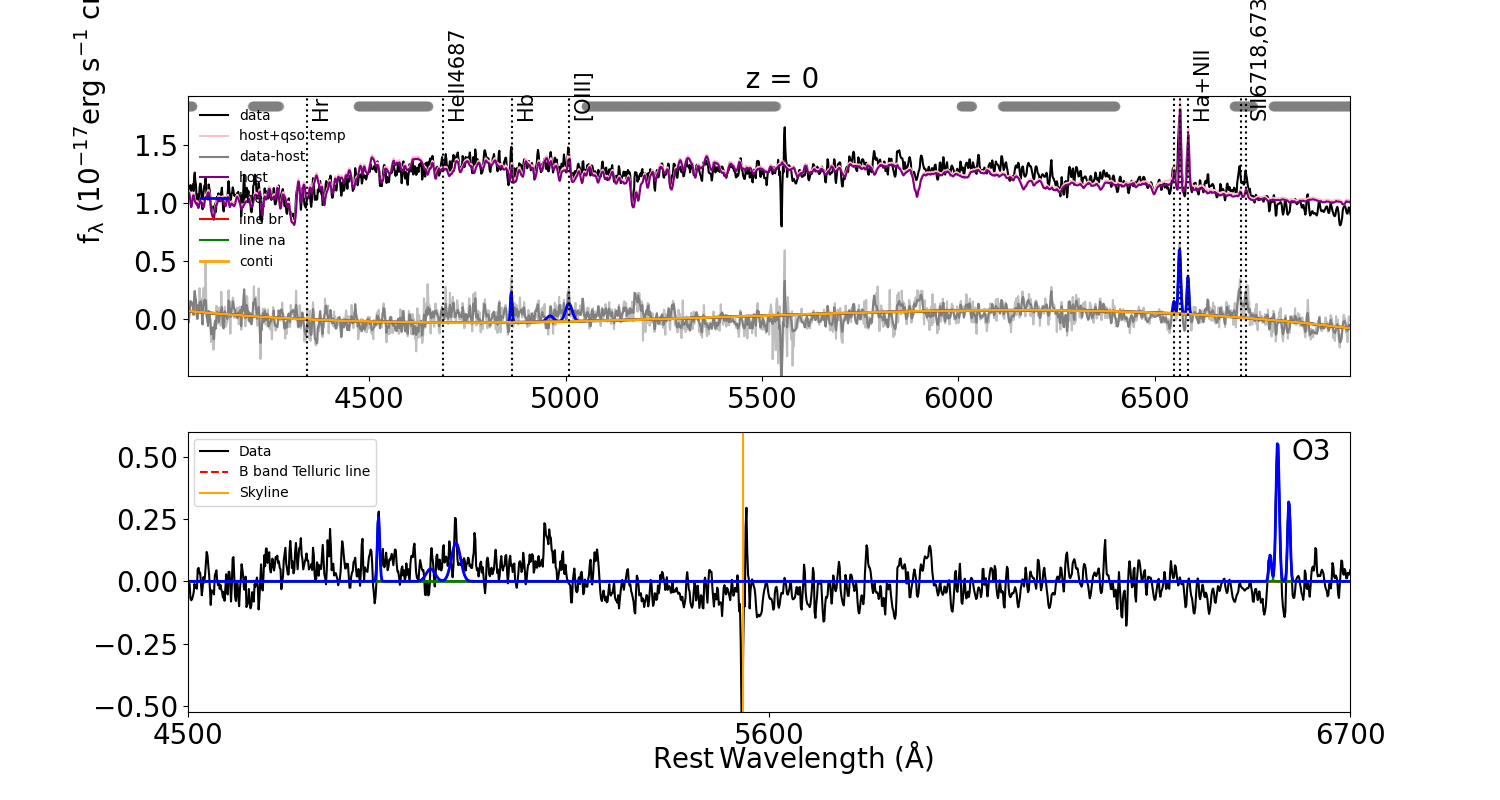 z = 0
fλ (10⁻¹⁷erg s⁻¹ c
Hr
HeII4687
Hb
[OIII]
Ha+NII
SII6718,673
data
host+qso temp
data-host
host
line br
line na
conti
1.5
1.0
0.5
0.0
4500 5000 5500 6000 6500
Data
B band Telluric line
Skyline
O3
0.50
0.25
0.00
−0.25
−0.50
4500 5600 6700
Rest Wavelength (Å)